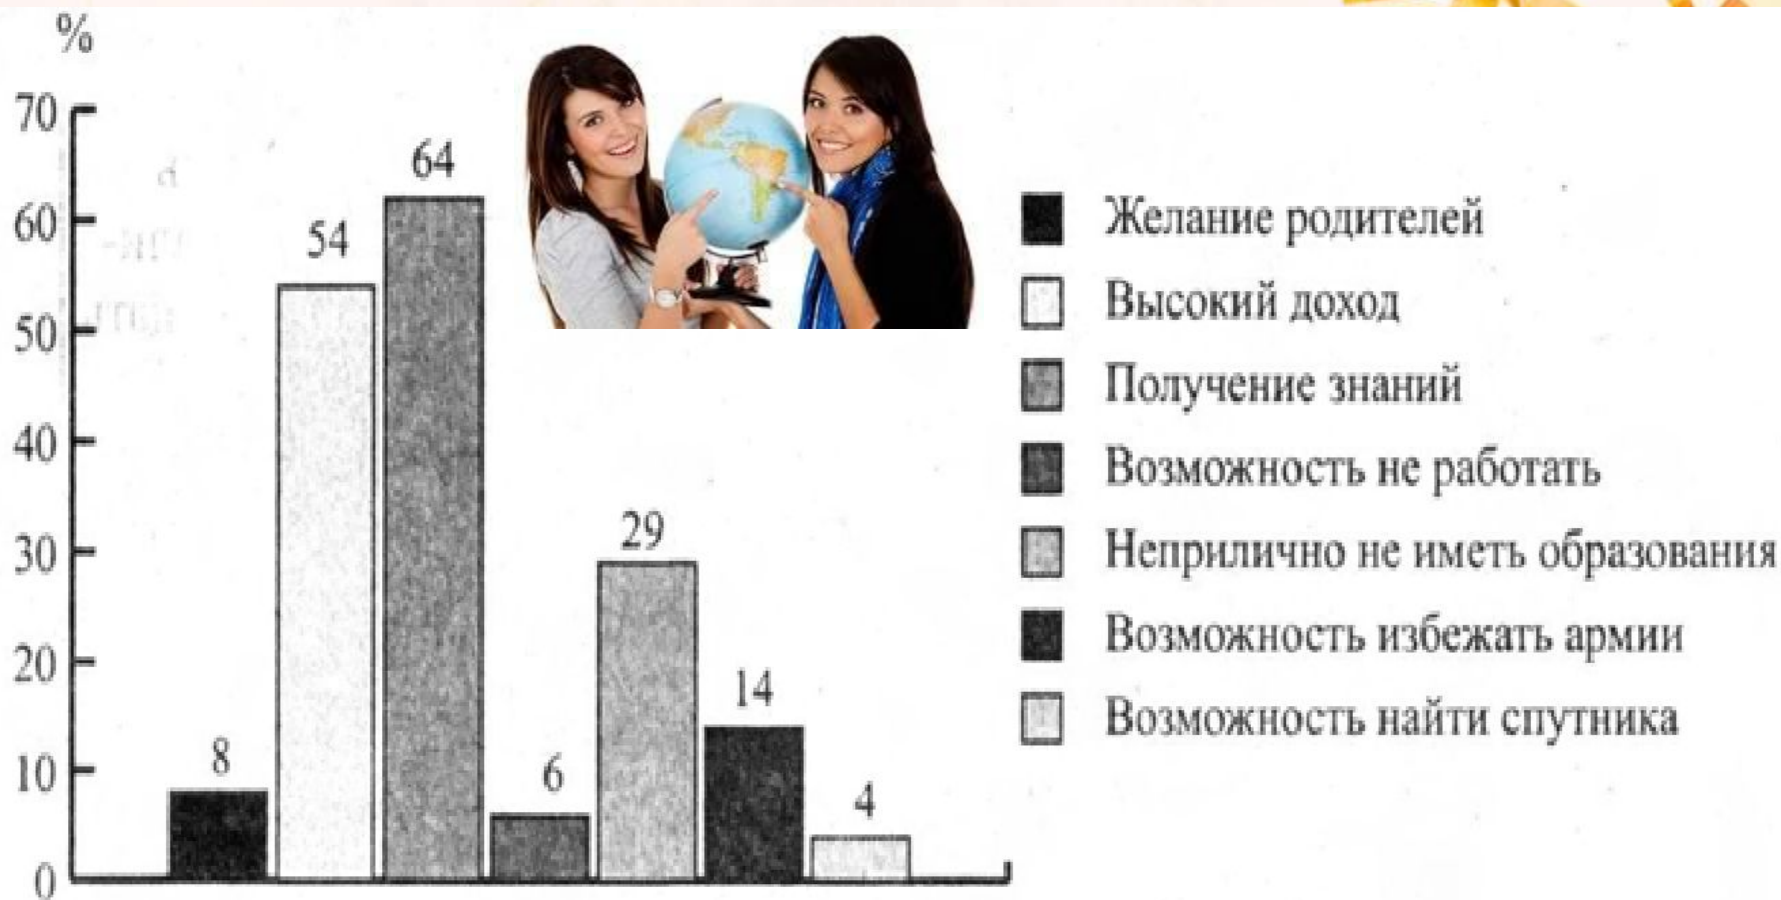 %
70
60
50
40
30
20
10
0
8
54
64
6
29
14
4
Желание родителей
Высокий доход
Получение знаний
Возможность не работать
Неприлично не иметь образования
Возможность избежать армии
Возможность найти спутника